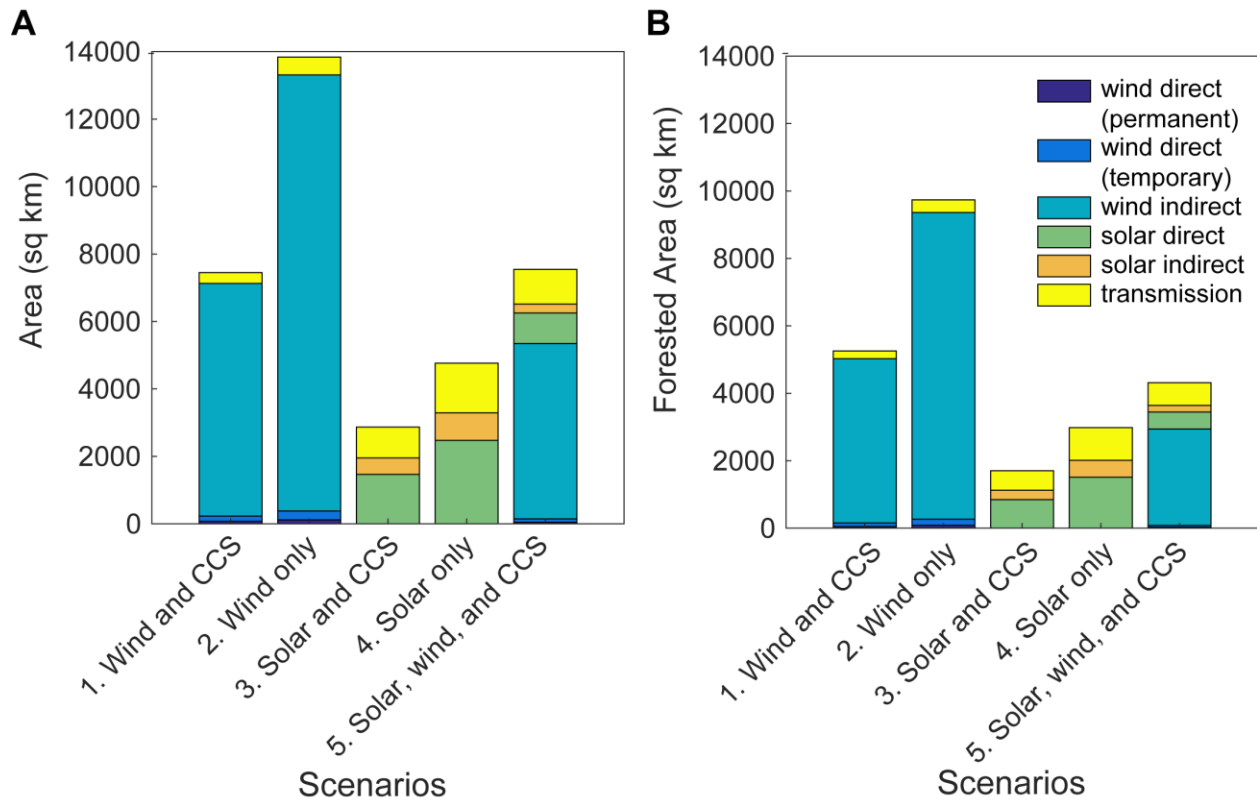 A
Area (sq km)
14000
12000
10000
8000
6000
4000
2000
0
1. Wind and CCS
2. Wind only
3. Solar and CCS
4. Solar only
5. Solar, wind, and CCS
Scenarios
B
Forested Area (sq km)
14000
12000
10000
8000
6000
4000
2000
0
wind direct
(permanent)
wind direct
(temporary)
wind indirect
solar direct
solar indirect
transmission
1. Wind and CCS
2. Wind only
3. Solar and CCS
4. Solar only
5. Solar, wind, and CCS
Scenarios